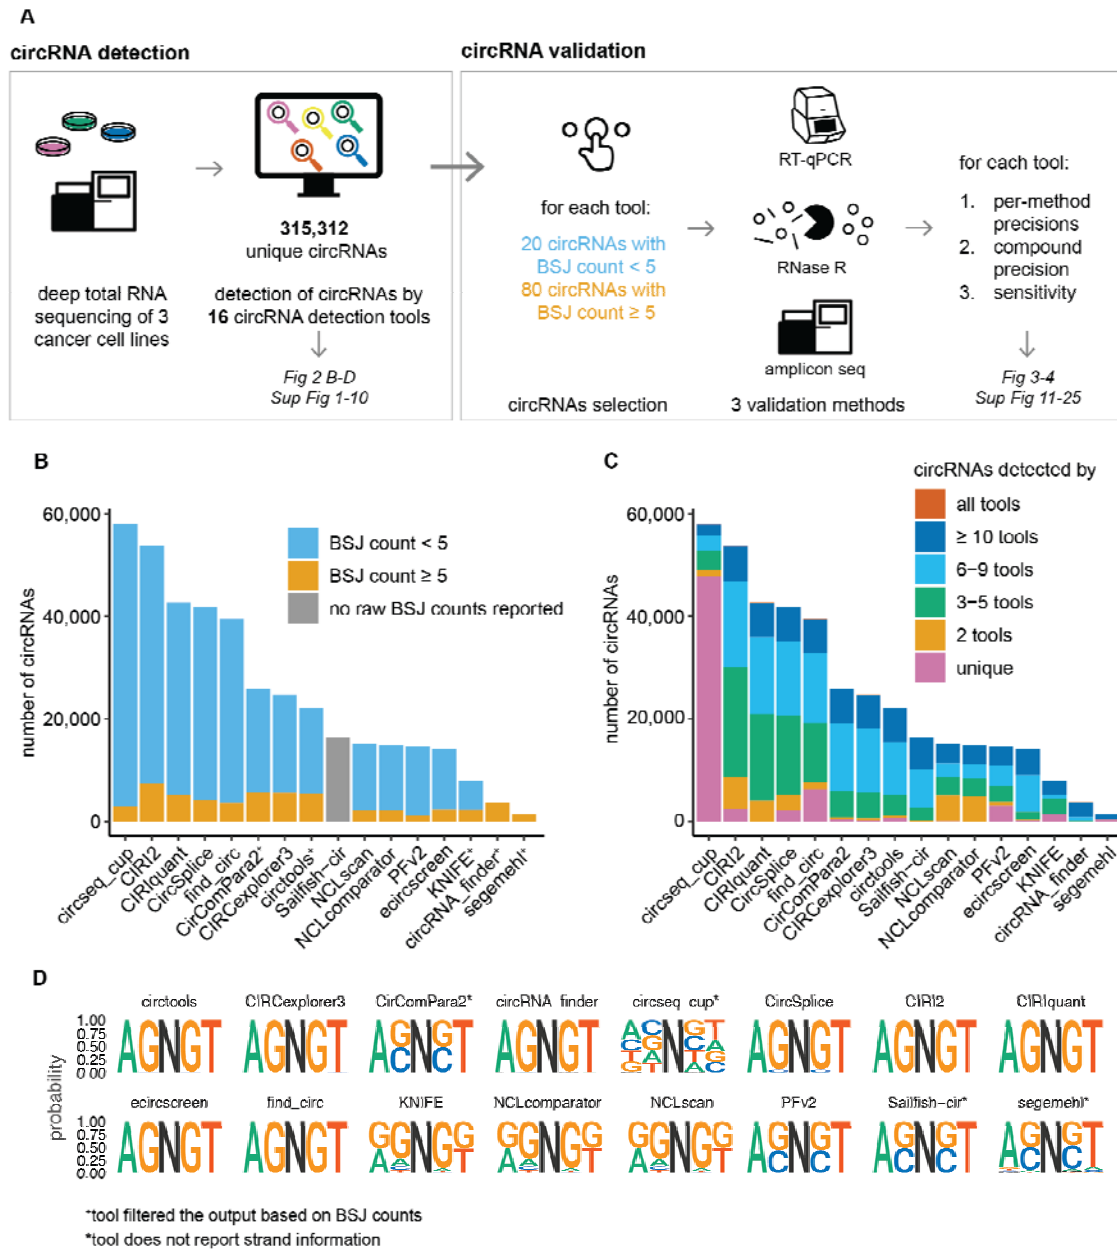 A
circRNA detection
circRNA validation
315,312
unique circRNAs
deep total RNA
sequencing of 3
cancer cell lines
detection of circRNAs by
16 circRNA detection tools
Fig 2 B-D
Sup Fig 1-10
for each tool:
20 circRNAs with
BSJ count < 5
80 circRNAs with
BSJ count ≥ 5
circRNAs selection
RT-qPCR
RNase R
amplicon seq
3 validation methods
for each tool:
1. per-method
precisions
2. compound
precision
3. sensitivity
Fig 3-4
Sup Fig 11-25
B
number of circRNAs
60,000
40,000
20,000
0
BSJ count < 5
BSJ count ≥ 5
no raw BSJ counts reported
circseq_cup
CIRI2
CIRIquant
CircSplice
find_circ
CirComPara2+
CIRCexplorer3
circtools+
Sailfish-cir
NCLscan
NCLcomparator
PFv2
ecircscreen
KNIFE+
circRNA_finder+
segemehl+
C
circRNAs detected by
all tools
≥ 10 tools
6−9 tools
3−5 tools
2 tools
unique
number of circRNAs
60,000
40,000
20,000
0
circseq_cup
CIRI2
CIRIquant
CircSplice
find_circ
CirComPara2
CIRCexplorer3
circtools
Sailfish-cir
NCLscan
NCLcomparator
PFv2
ecircscreen
KNIFE
circRNA_finder
segemehl
D
probability
circtools CIRCexplorer3 CirComPara2* circRNA finder circseq cup* CircSplice CIRI2 CIRIquant
1.00
0.75
0.50
0.25
0.00
ecircscreen find_circ KNIFE NCLcomparator NCLscan PFv2 Sailfish-cir* segemehl*
1.00
0.75
0.50
0.25
0.00
+tool filtered the output based on BSJ counts
*tool does not report strand information